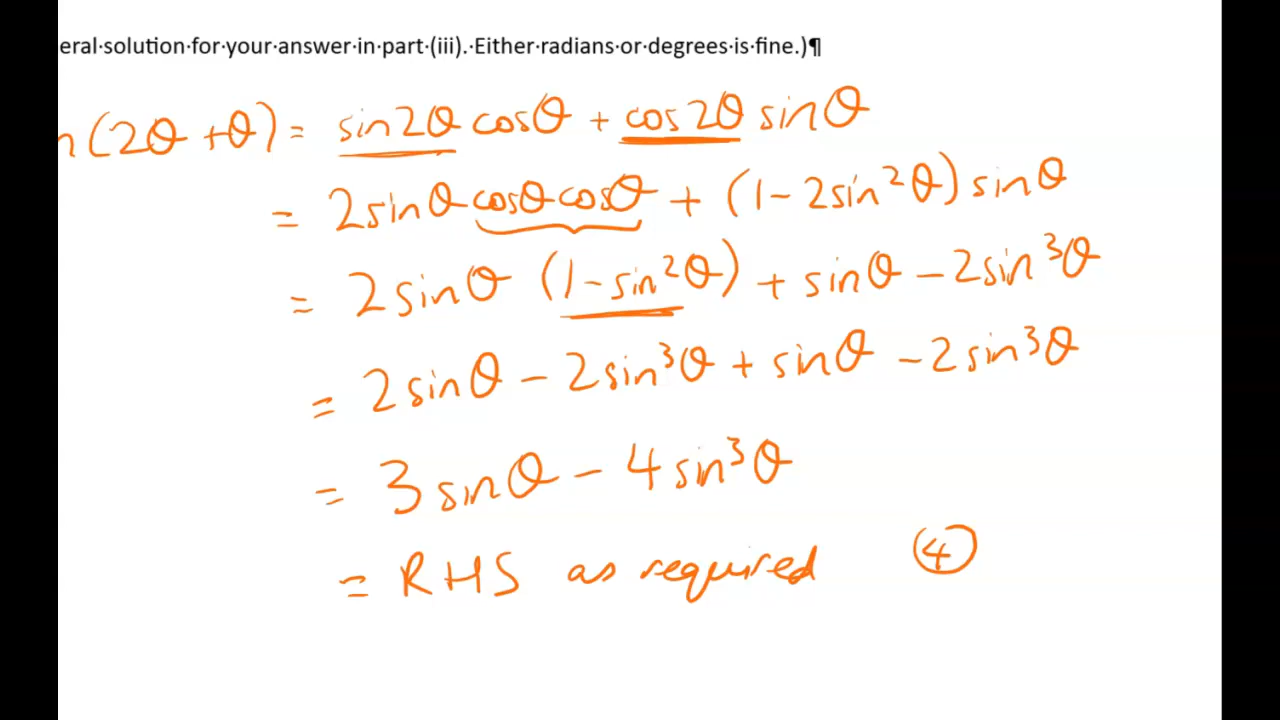 eral·solution·for·your·answer·in·part·(iii).·Either·radians·or·degrees·is·fine.)¶
n(2θ+θ) = sin2θ cosθ + cos2θ sinθ
= 2sinθ cosθ cosθ + (1-2sin²θ) sinθ
= 2sinθ (1-sin²θ) + sinθ - 2sin³θ
= 2sinθ - 2sin³θ + sinθ - 2sin³θ
= 3sinθ - 4sin³θ
= RHS as required ④